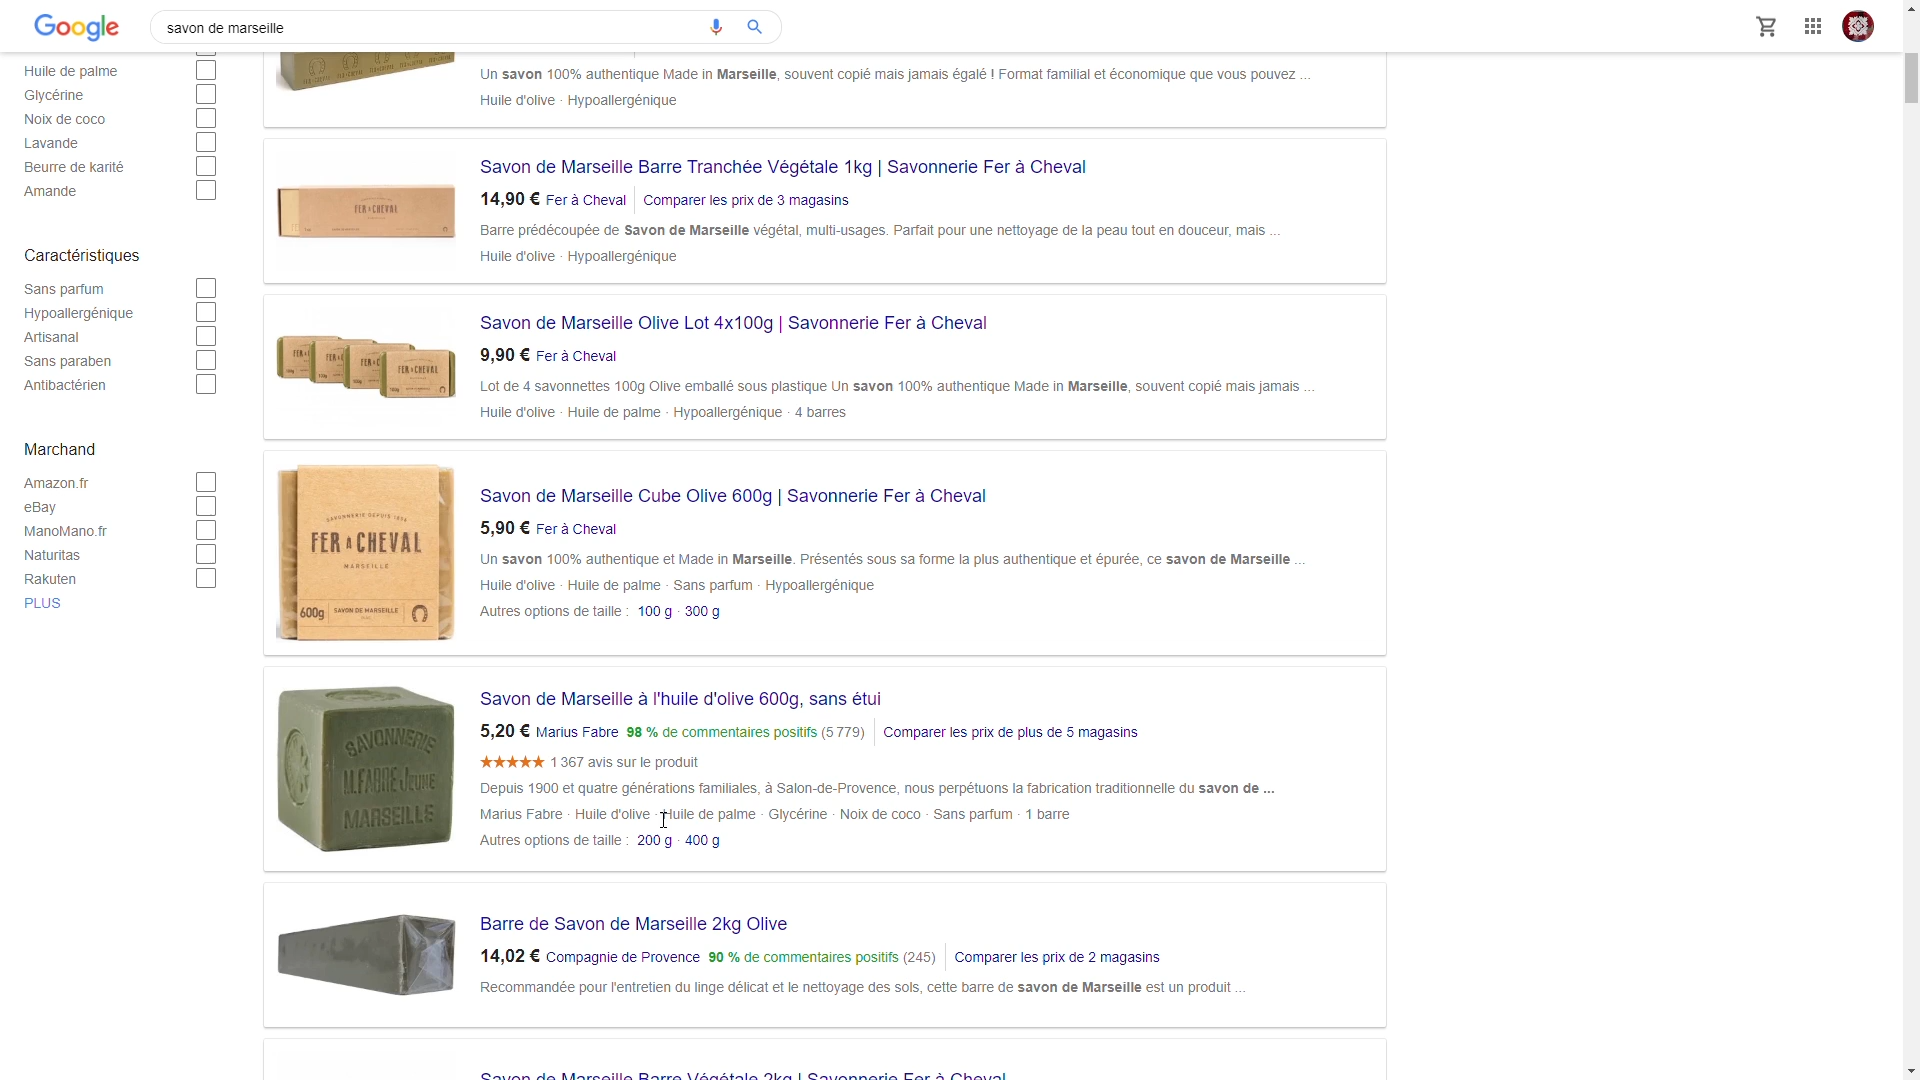 Google
savon de marseille
Huile de palme
Glycérine
Noix de coco
Lavande
Beurre de karité
Amande
Caractéristiques
Sans parfum
Hypoallergénique
Artisanal
Sans paraben
Antibactérien
Marchand
Amazon.fr
eBay
ManoMano.fr
Naturitas
Rakuten
PLUS
Un savon 100% authentique Made in Marseille, souvent copié mais jamais égalé ! Format familial et économique que vous pouvez ...
Huile d'olive · Hypoallergénique
FER À CHEVAL
Savon de Marseille Barre Tranchée Végétale 1kg | Savonnerie Fer à Cheval
14,90 € Fer à Cheval Comparer les prix de 3 magasins
Barre prédécoupée de Savon de Marseille végétal, multi-usages. Parfait pour une nettoyage de la peau tout en douceur, mais ...
Huile d'olive · Hypoallergénique
FER À CHEVAL
Savon de Marseille Olive Lot 4x100g | Savonnerie Fer à Cheval
9,90 € Fer à Cheval
Lot de 4 savonnettes 100g Olive emballé sous plastique Un savon 100% authentique Made in Marseille, souvent copié mais jamais ...
Huile d'olive · Huile de palme · Hypoallergénique · 4 barres
SAVONNERIE DEPUIS 1856
FER À CHEVAL
MARSEILLE
600g SAVON DE MARSEILLE
Savon de Marseille Cube Olive 600g | Savonnerie Fer à Cheval
5,90 € Fer à Cheval
Un savon 100% authentique et Made in Marseille. Présentés sous sa forme la plus authentique et épurée, ce savon de Marseille ...
Huile d'olive · Huile de palme · Sans parfum · Hypoallergénique
Autres options de taille : 100 g · 300 g
SAVONNERIE
M.FABRE JEUNE
MARSEILLE
Savon de Marseille à l'huile d'olive 600g, sans étui
5,20 € Marius Fabre 98 % de commentaires positifs (5 779) Comparer les prix de plus de 5 magasins
1 367 avis sur le produit
Depuis 1900 et quatre générations familiales, à Salon-de-Provence, nous perpétuons la fabrication traditionnelle du savon de ...
Marius Fabre · Huile d'olive · Huile de palme · Glycérine · Noix de coco · Sans parfum · 1 barre
Autres options de taille : 200 g · 400 g
Barre de Savon de Marseille 2kg Olive
14,02 € Compagnie de Provence 90 % de commentaires positifs (245) Comparer les prix de 2 magasins
Recommandée pour l'entretien du linge délicat et le nettoyage des sols, cette barre de savon de Marseille est un produit ...
Savon de Marseille Barre Végétale 2kg | Savonnerie Fer à Cheval